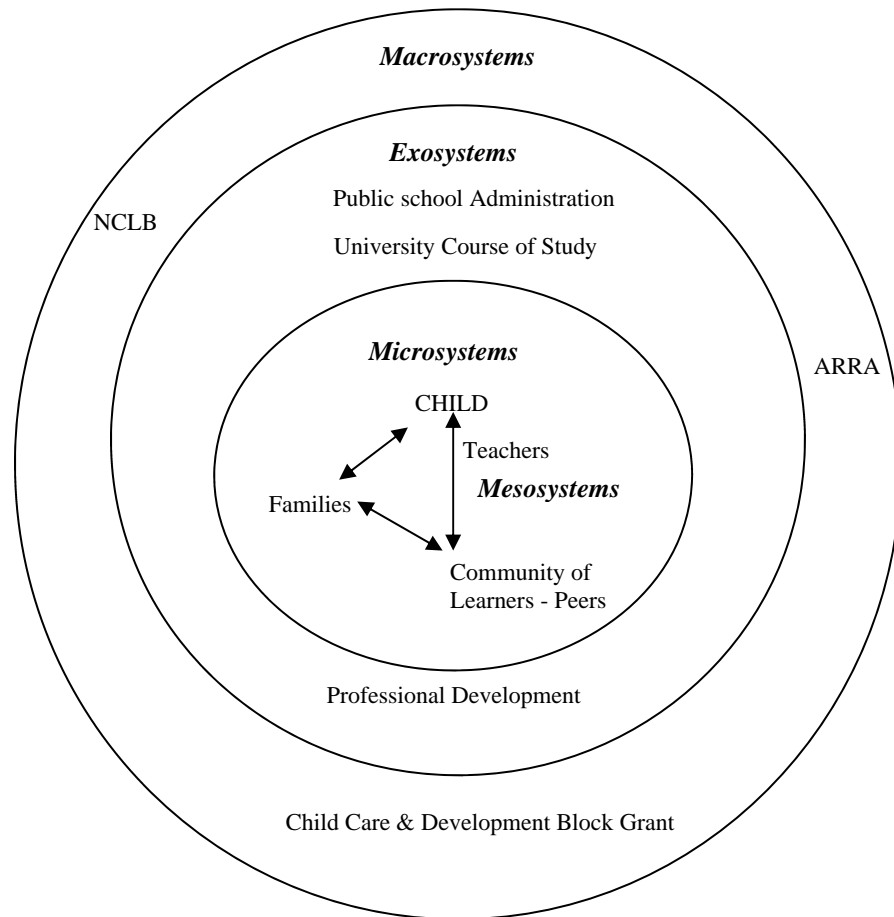 Macrosystems
Exosystems
Public school Administration
NCLB
University Course of Study
Microsystems
ARRA
CHILD
Teachers
Mesosystems
Families
Community of
Learners - Peers
Professional Development
Child Care & Development Block Grant